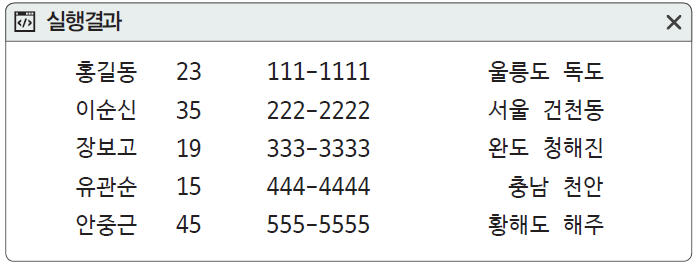 실행결과
홍길동 23 111-1111 울릉도 독도
이순신 35 222-2222 서울 건천동
장보고 19 333-3333 완도 청해진
유관순 15 444-4444 충남 천안
안중근 45 555-5555 황해도 해주